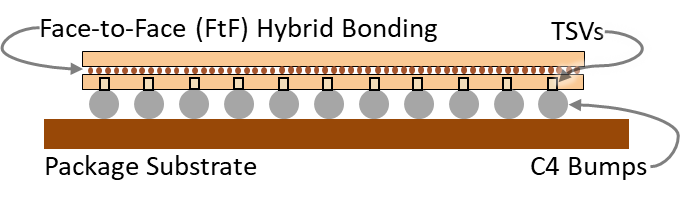 Face-to-Face (FtF) Hybrid Bonding
TSVs
Package Substrate
C4 Bumps